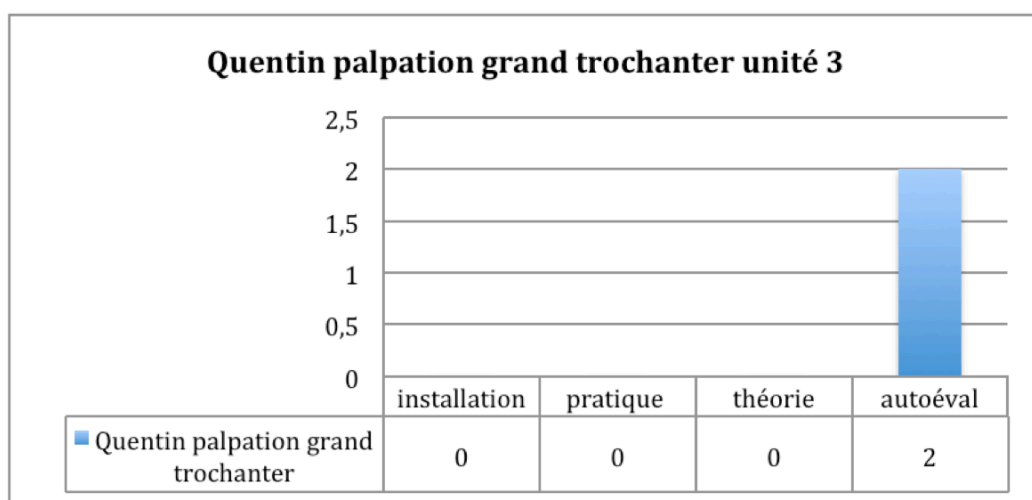 Quentin palpation grand trochanter unité 3
2,5
2
1,5
1
0,5
0
installation pratique théorie autoéval
Quentin palpation grand
trochanter
0 0 0 2